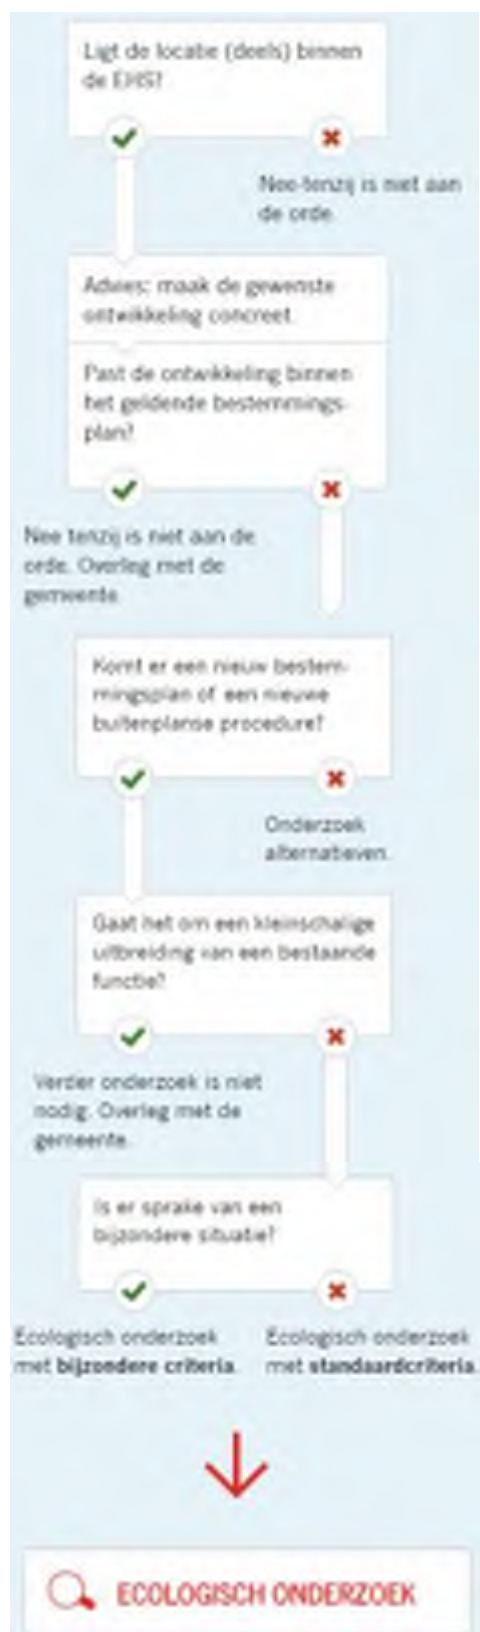 Ligt de locatie (deels) binnen
de EHS?
Nee-tenzij is niet aan
de orde.
Advies: maak de gewenste
ontwikkeling concreet.
Past de ontwikkeling binnen
het geldende bestemmings-
plan?
Nee tenzij is niet aan de
orde. Overleg met de
gemeente.
Komt er een nieuw bestem-
mingsplan of een nieuwe
buitenplanse procedure?
Onderzoek
alternatieven.
Gaat het om een kleinschalige
uitbreiding van een bestaande
functie?
Verder onderzoek is niet
nodig. Overleg met de
gemeente.
Is er sprake van een
bijzondere situatie?
Ecologisch onderzoek
met bijzondere criteria.
Ecologisch onderzoek
met standaardcriteria.
ECOLOGISCH ONDERZOEK